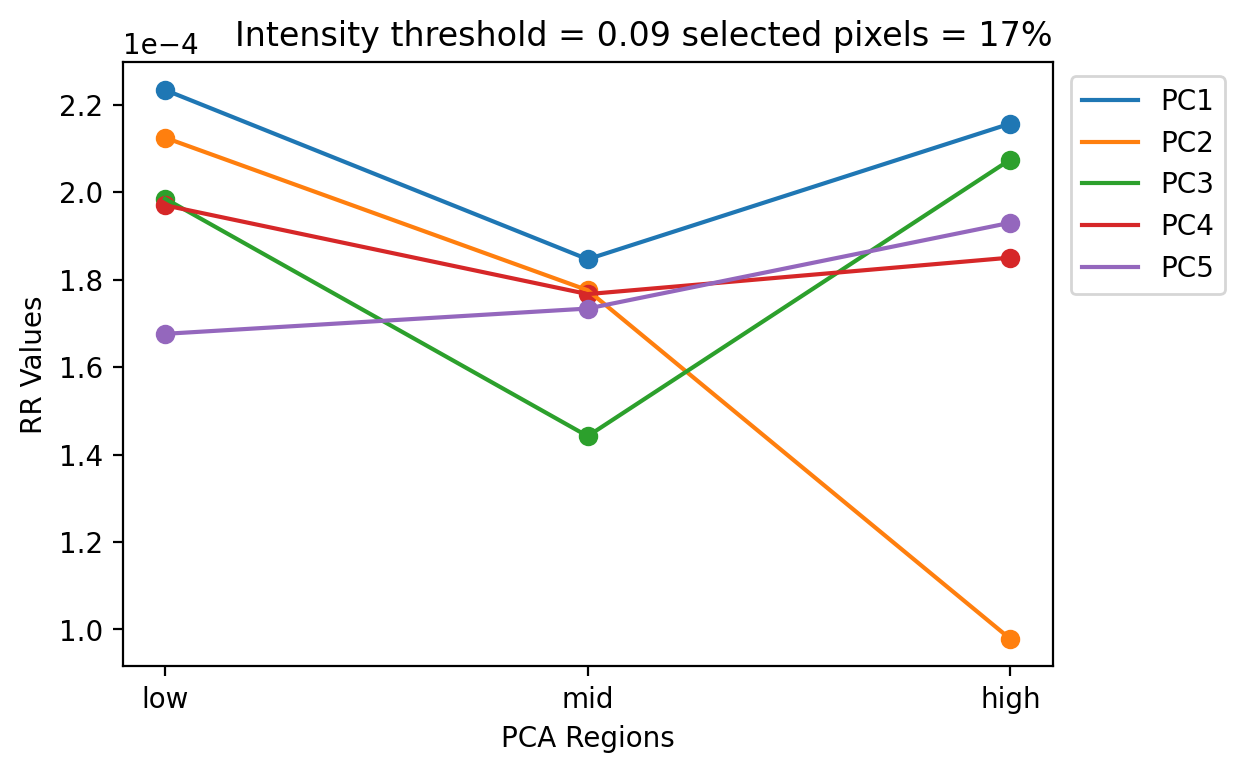 Intensity threshold = 0.09 selected pixels = 17%
1e−4
2.2
2.0
1.8
1.6
1.4
1.2
1.0
RR Values
low
mid
high
PCA Regions
PC1
PC2
PC3
PC4
PC5